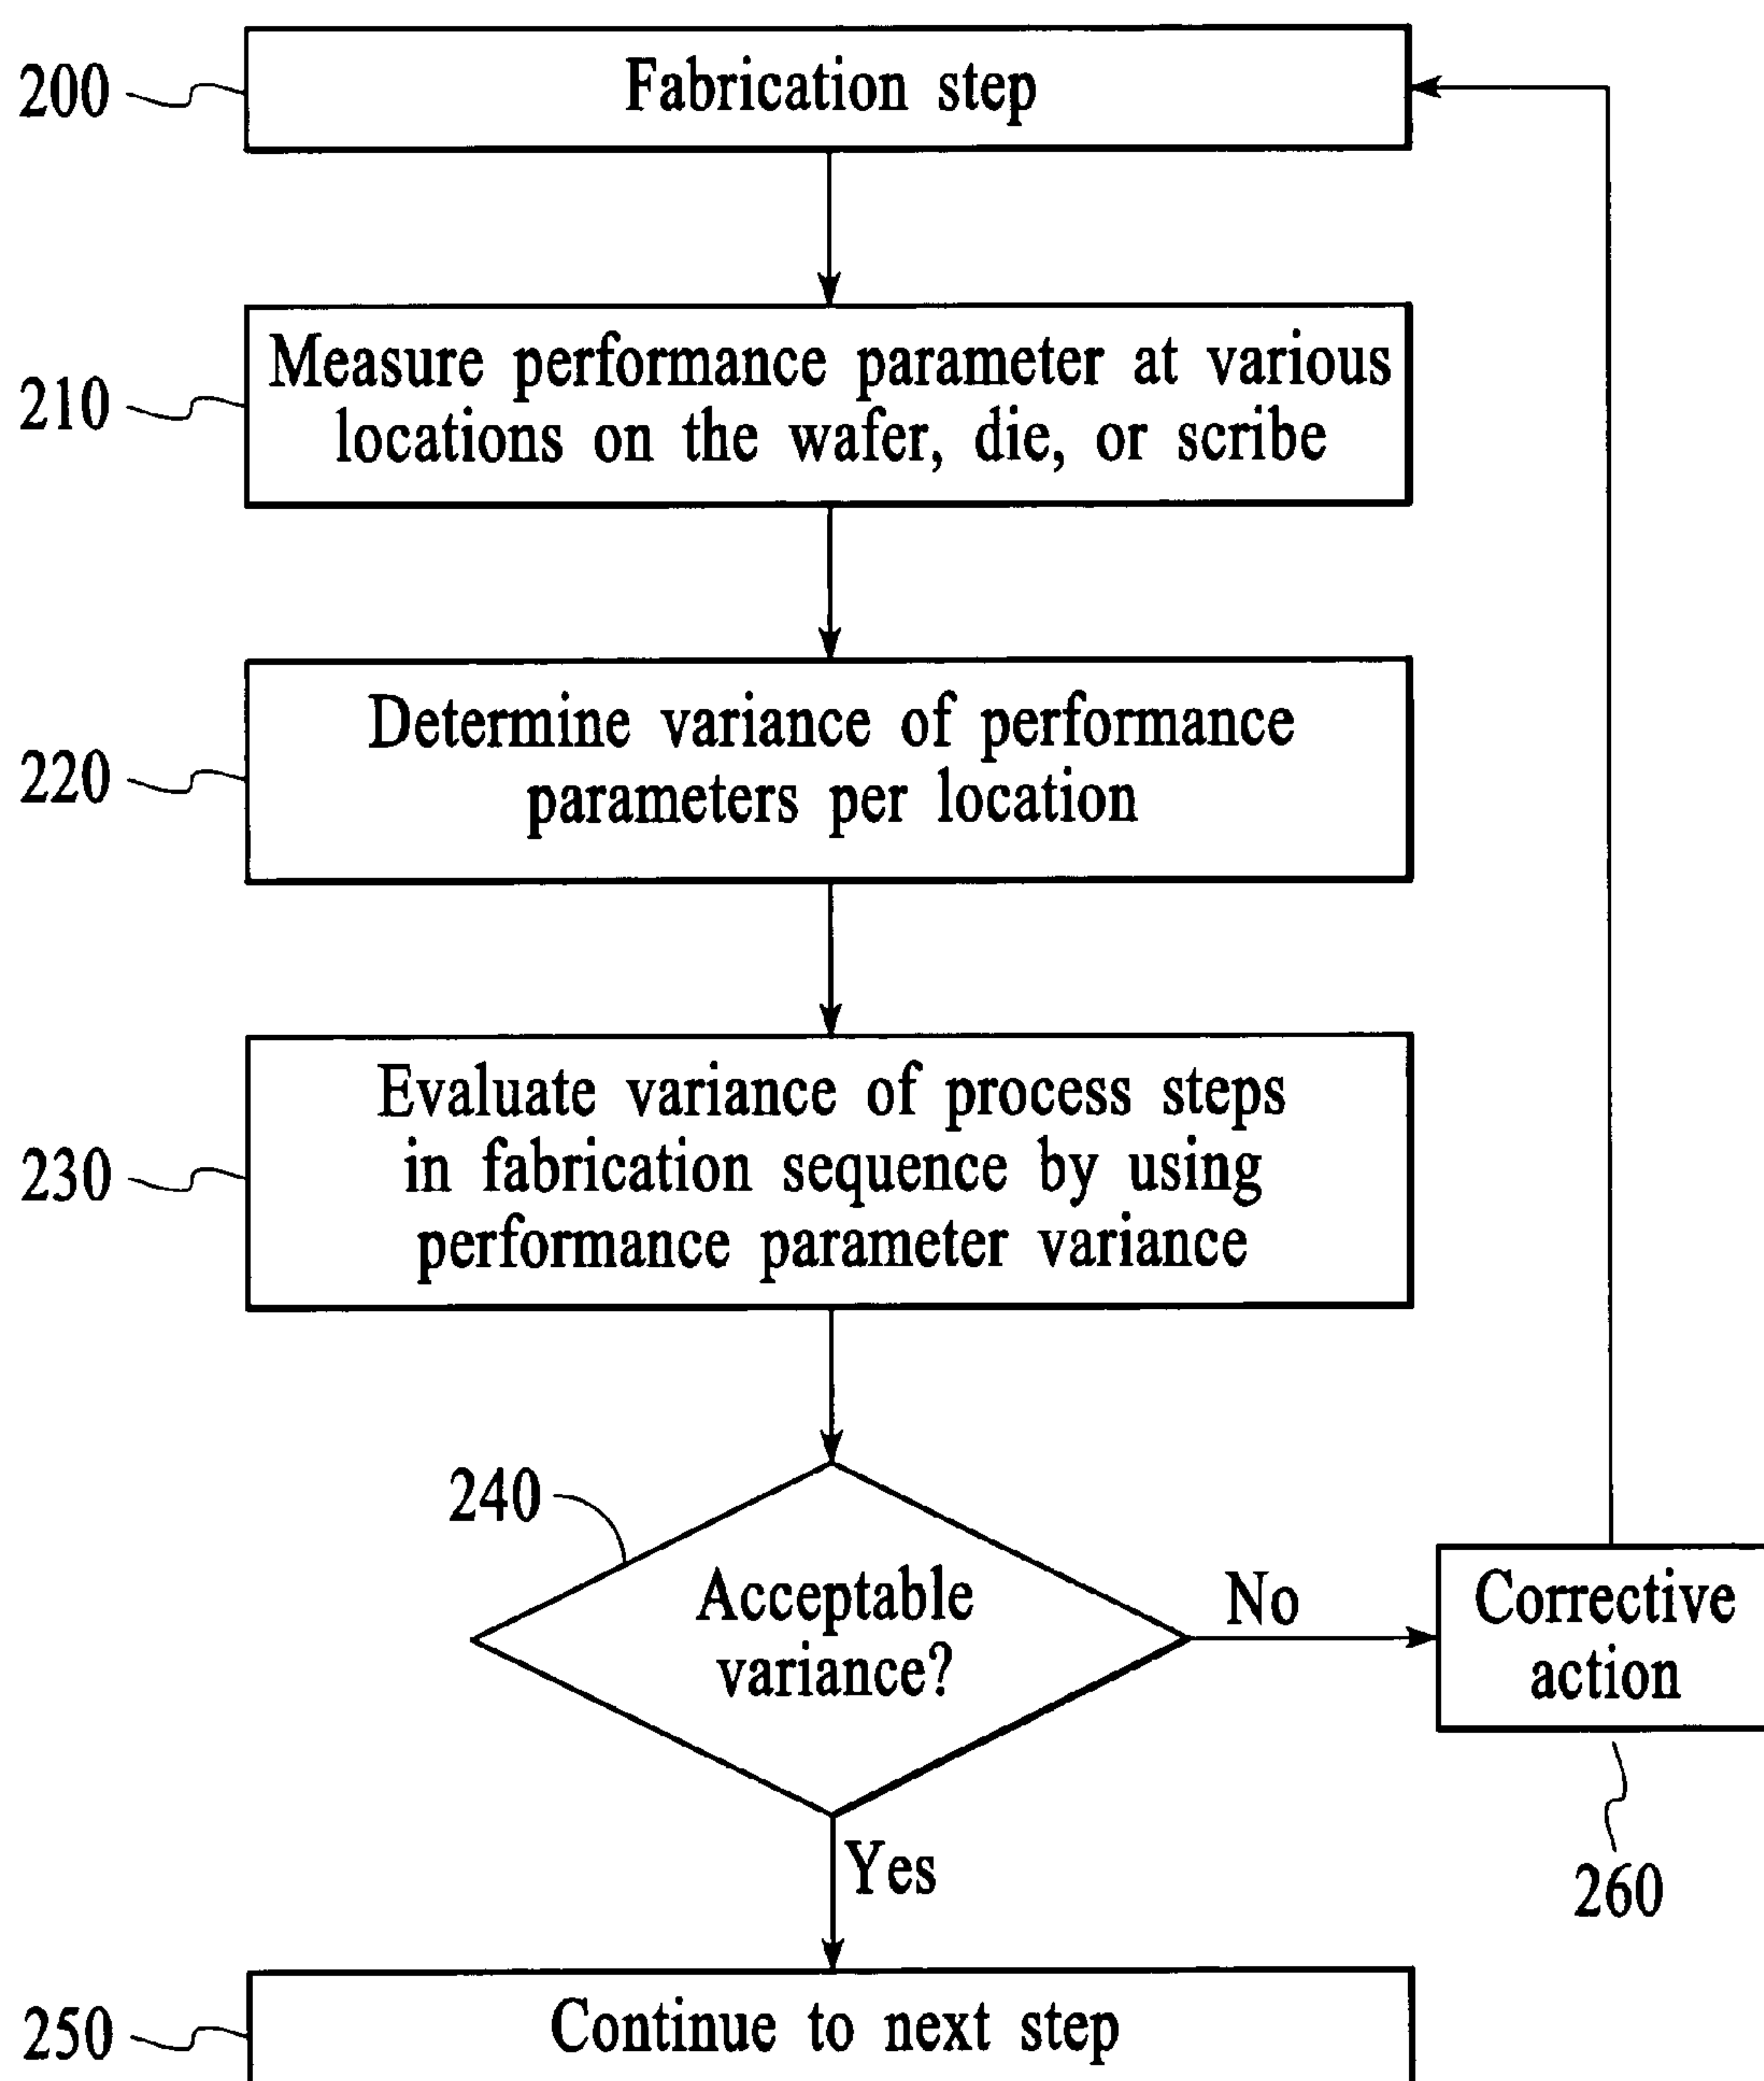 200
Fabrication step
210
Measure performance parameter at various
locations on the wafer, die, or scribe
220
Determine variance of performance
parameters per location
230
Evaluate variance of process steps
in fabrication sequence by using
performance parameter variance
240
Acceptable
variance?
No
Corrective
action
260
Yes
250
Continue to next step